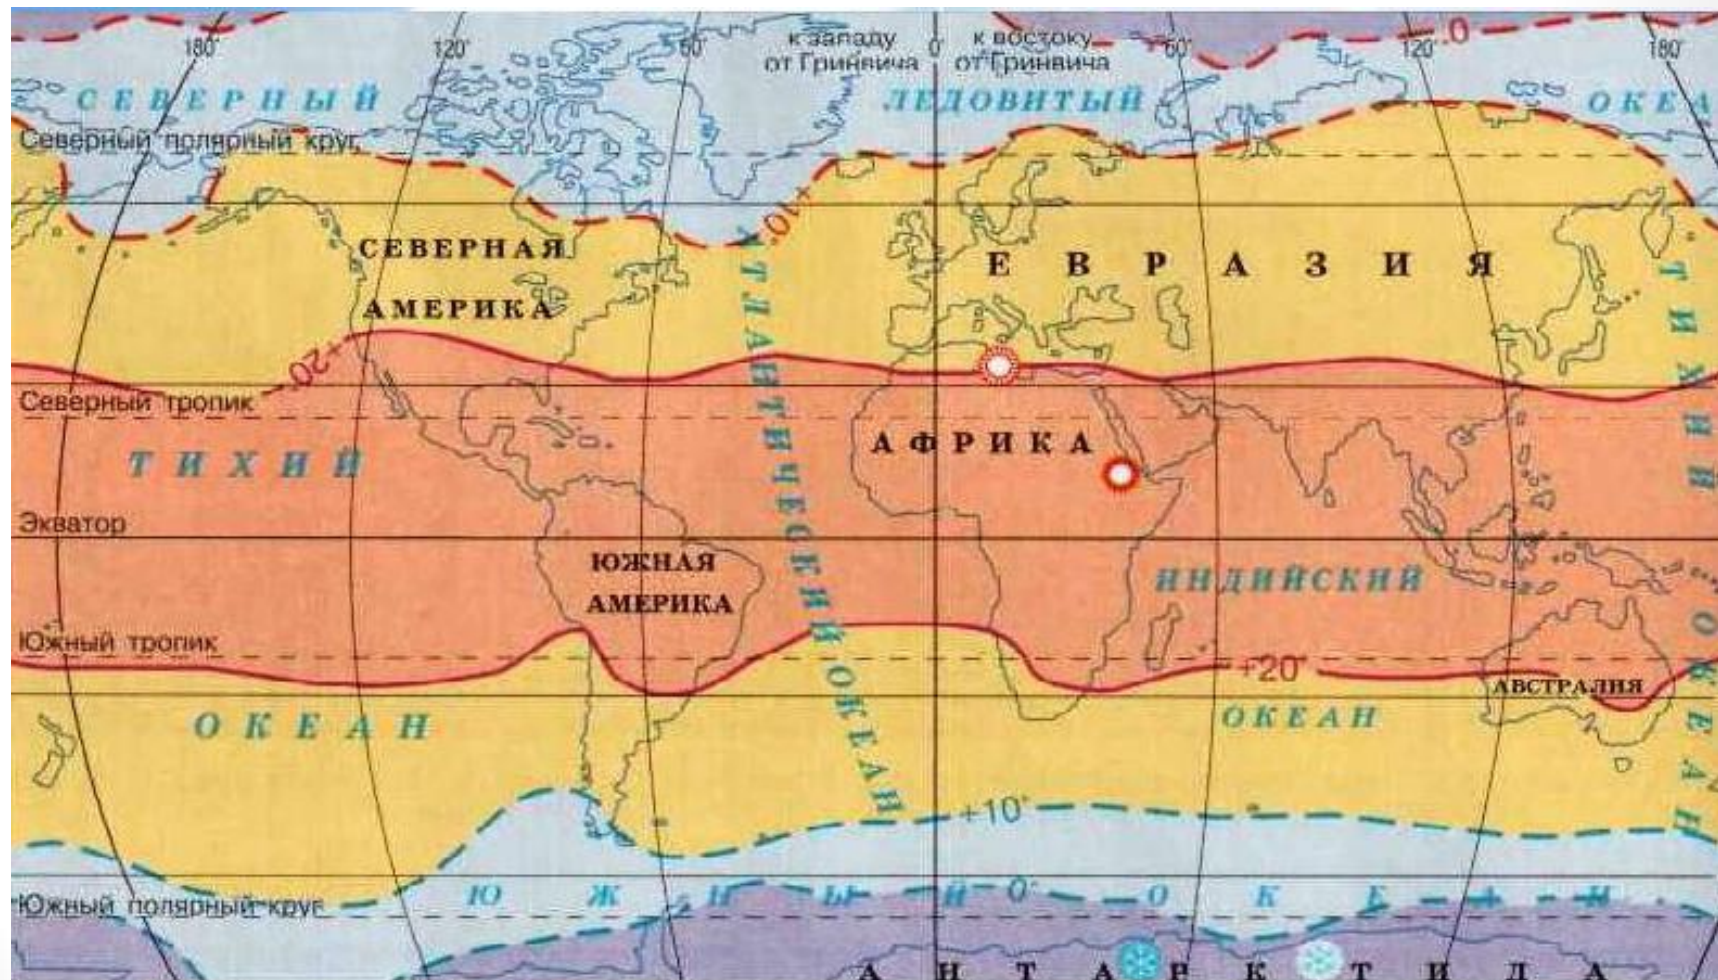 180° 120° 60° к западу 0° к востоку 60° 120° 0 180°
от Гринвича от Гринвича
СЕВЕРНЫЙ ЛЕДОВИТЫЙ ОКЕА
Северный полярный круг
+10°
СЕВЕРНАЯ
АМЕРИКА
ЕВРАЗИЯ
+20°
Северный тропик
ТИХИЙ
АФРИКА
АТЛАНТИЧЕСКИЙ ОКЕАН
ТИХИЙ ОКЕАН
Экватор
ЮЖНАЯ
АМЕРИКА
ИНДИЙСКИЙ
Южный тропик
+20°
АВСТРАЛИЯ
ОКЕАН
ОКЕАН
+10°
ЮЖНЫЙ 0° ОКЕАН
Южный полярный круг
АНТАРКТИДА